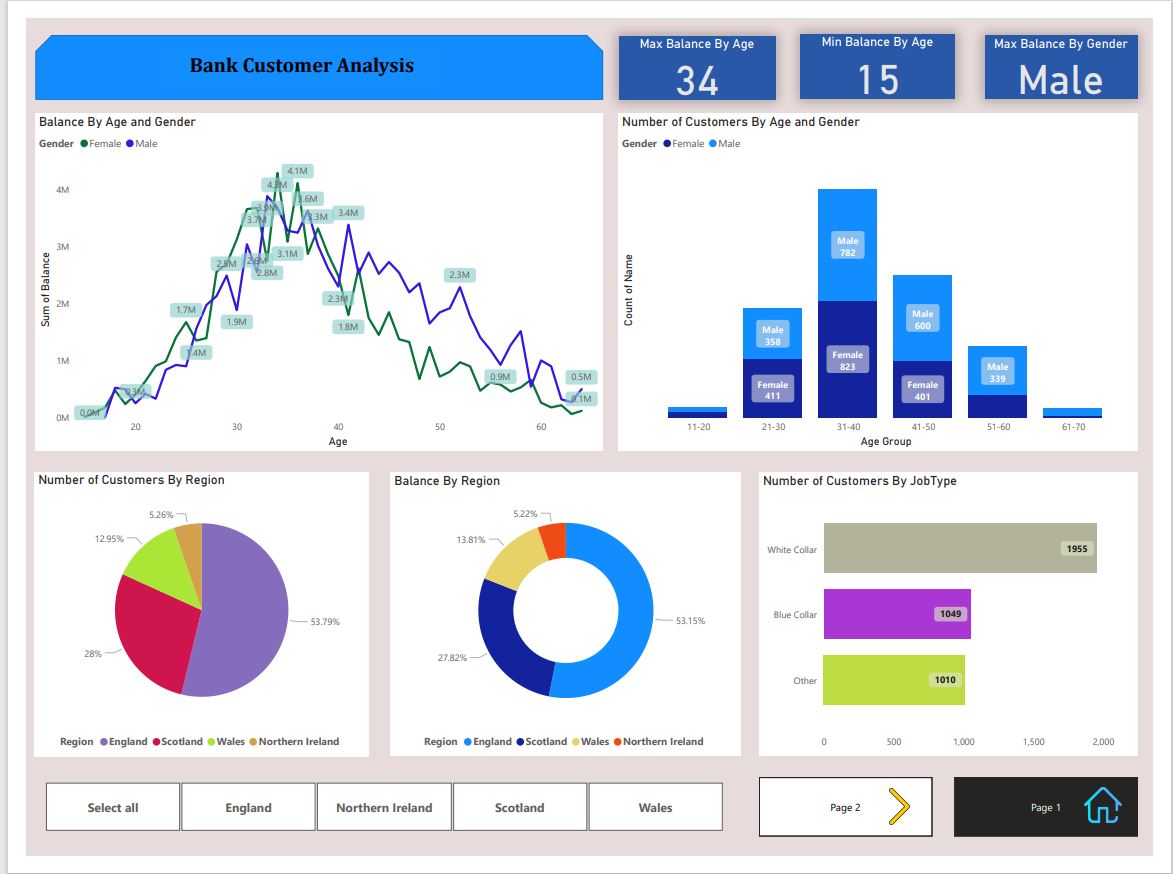 Bank Customer Analysis
Max Balance By Age
34
Min Balance By Age
15
Max Balance By Gender
Male
Balance By Age and Gender
Gender Female Male
4.1M
4.3M
3.9M
3.6M
3.7M
3.3M
3.4M
3.1M
2.8M
2.3M
2.3M
1.7M
1.9M
1.8M
1.4M
0.9M
0.5M
0.3M
0.1M
0.0M
4M
3M
2M
1M
0M
Sum of Balance
20 30 40 50 60
Age
Number of Customers By Age and Gender
Gender Female Male
Count of Name
Male
782
Male
600
Male
358
Male
339
Female
823
Female
411
Female
401
11-20 21-30 31-40 41-50 51-60 61-70
Age Group
Number of Customers By Region
5.26%
12.95%
53.79%
28%
Region England Scotland Wales Northern Ireland
Balance By Region
5.22%
13.81%
53.15%
27.82%
Region England Scotland Wales Northern Ireland
Number of Customers By JobType
White Collar 1955
Blue Collar 1049
Other 1010
0 500 1,000 1,500 2,000
Select all
England
Northern Ireland
Scotland
Wales
Page 2
Page 1